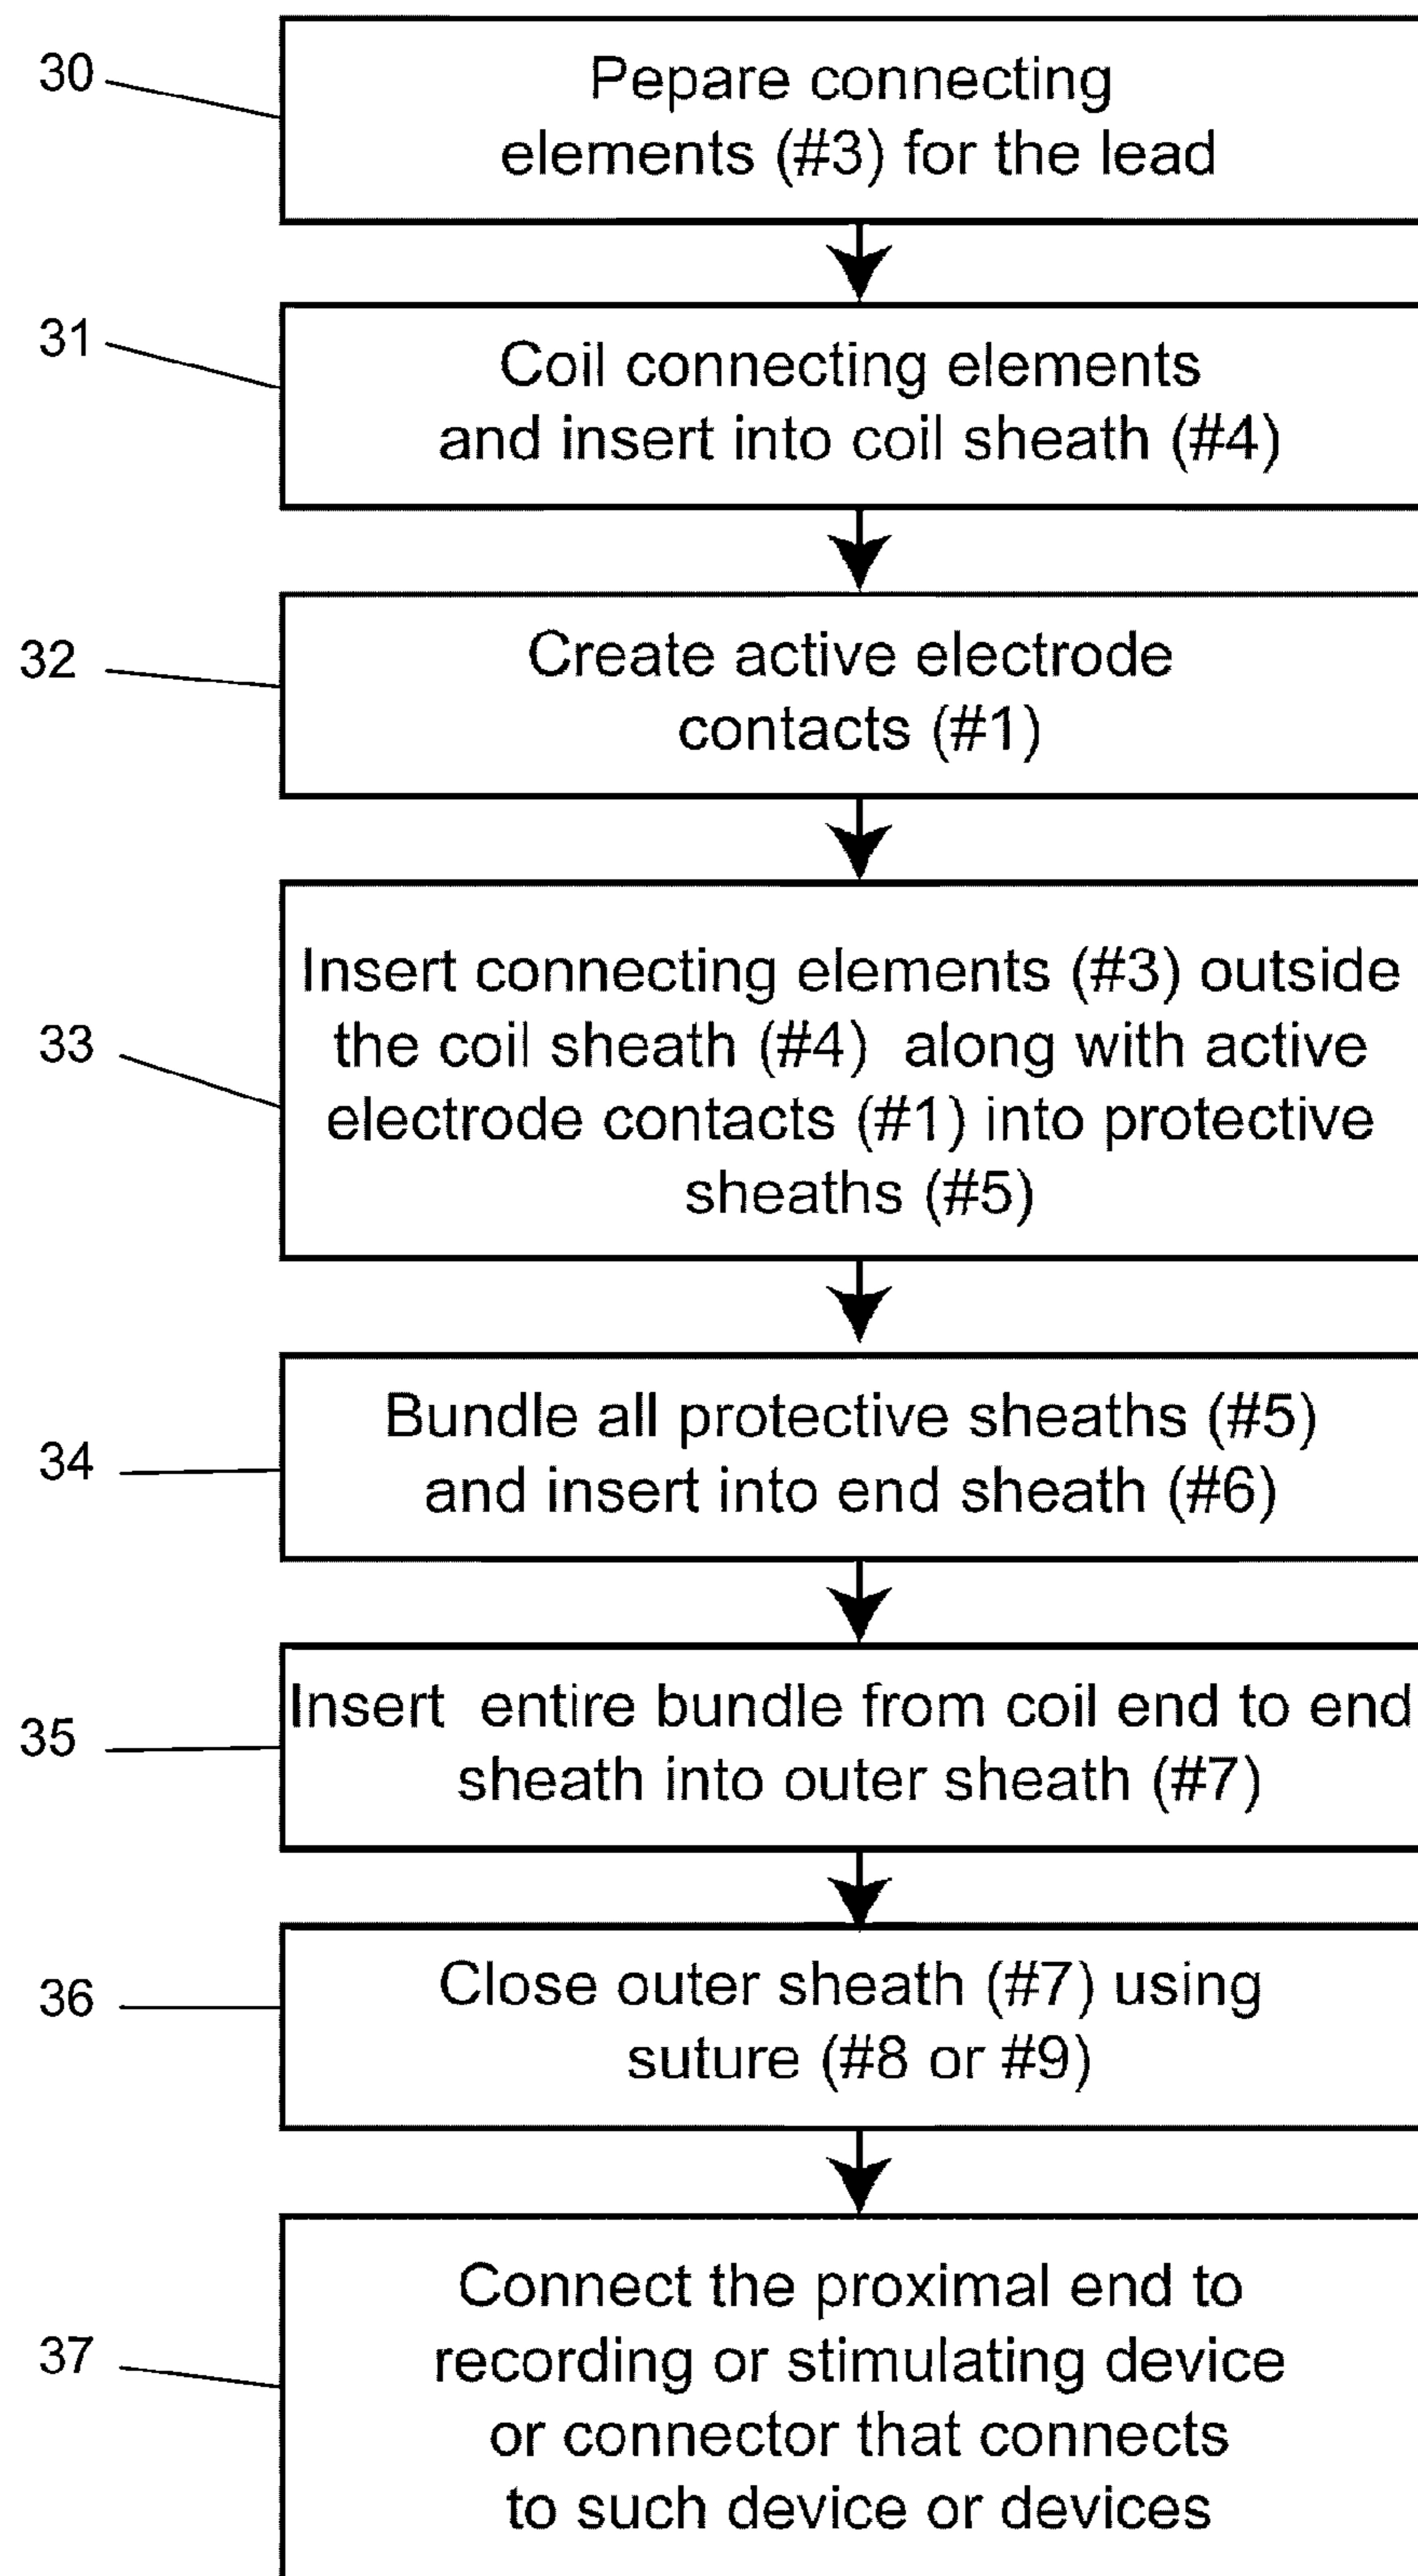 30
Pepare connecting
elements (#3) for the lead
31
Coil connecting elements
and insert into coil sheath (#4)
32
Create active electrode
contacts (#1)
33
Insert connecting elements (#3) outside
the coil sheath (#4) along with active
electrode contacts (#1) into protective
sheaths (#5)
34
Bundle all protective sheaths (#5)
and insert into end sheath (#6)
35
Insert entire bundle from coil end to end
sheath into outer sheath (#7)
36
Close outer sheath (#7) using
suture (#8 or #9)
37
Connect the proximal end to
recording or stimulating device
or connector that connects
to such device or devices